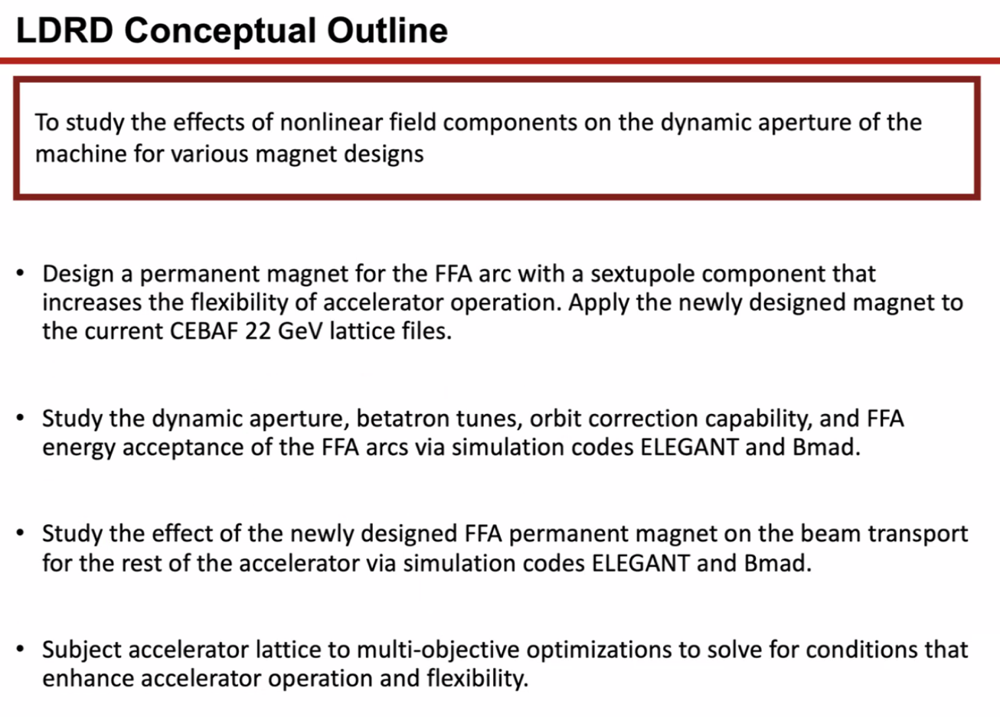 LDRD Conceptual Outline
To study the effects of nonlinear field components on the dynamic aperture of the
machine for various magnet designs
• Design a permanent magnet for the FFA arc with a sextupole component that
increases the flexibility of accelerator operation. Apply the newly designed magnet to
the current CEBAF 22 GeV lattice files.
• Study the dynamic aperture, betatron tunes, orbit correction capability, and FFA
energy acceptance of the FFA arcs via simulation codes ELEGANT and Bmad.
• Study the effect of the newly designed FFA permanent magnet on the beam transport
for the rest of the accelerator via simulation codes ELEGANT and Bmad.
• Subject accelerator lattice to multi-objective optimizations to solve for conditions that
enhance accelerator operation and flexibility.